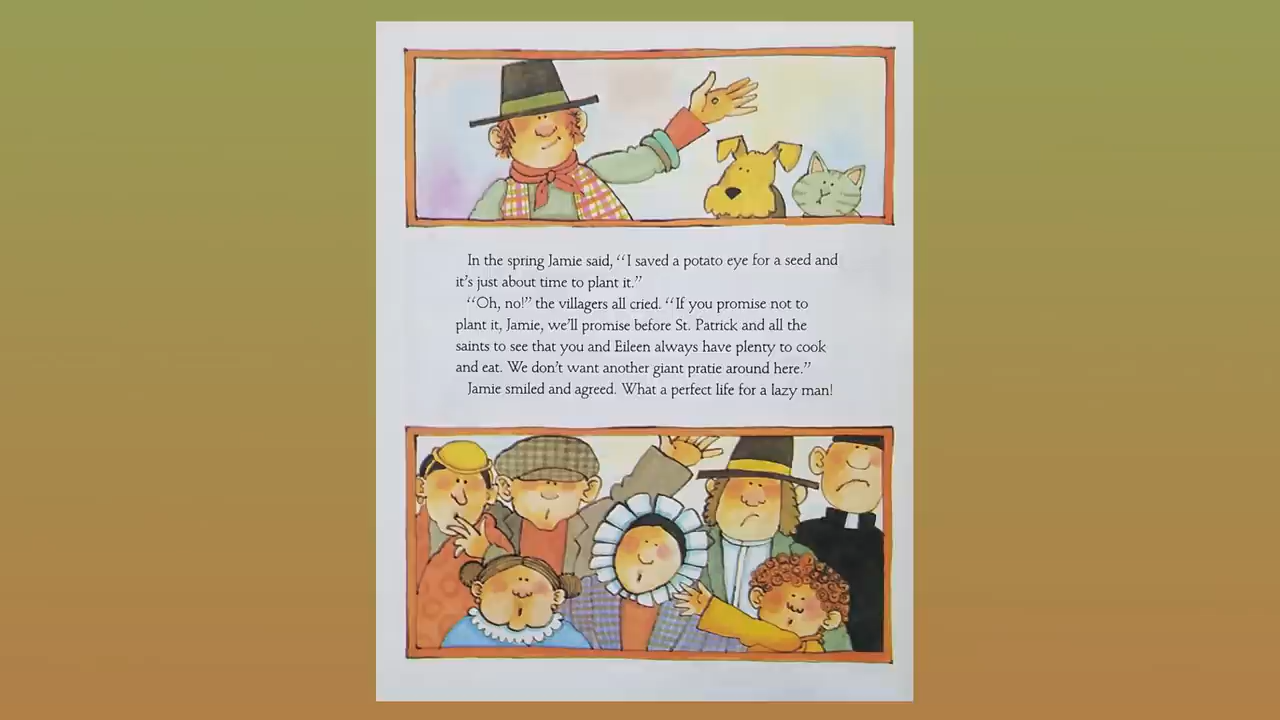 In the spring Jamie said, “I saved a potato eye for a seed and
it’s just about time to plant it.”
“Oh, no!” the villagers all cried. “If you promise not to
plant it, Jamie, we’ll promise before St. Patrick and all the
saints to see that you and Eileen always have plenty to cook
and eat. We don’t want another giant pratie around here.”
Jamie smiled and agreed. What a perfect life for a lazy man!